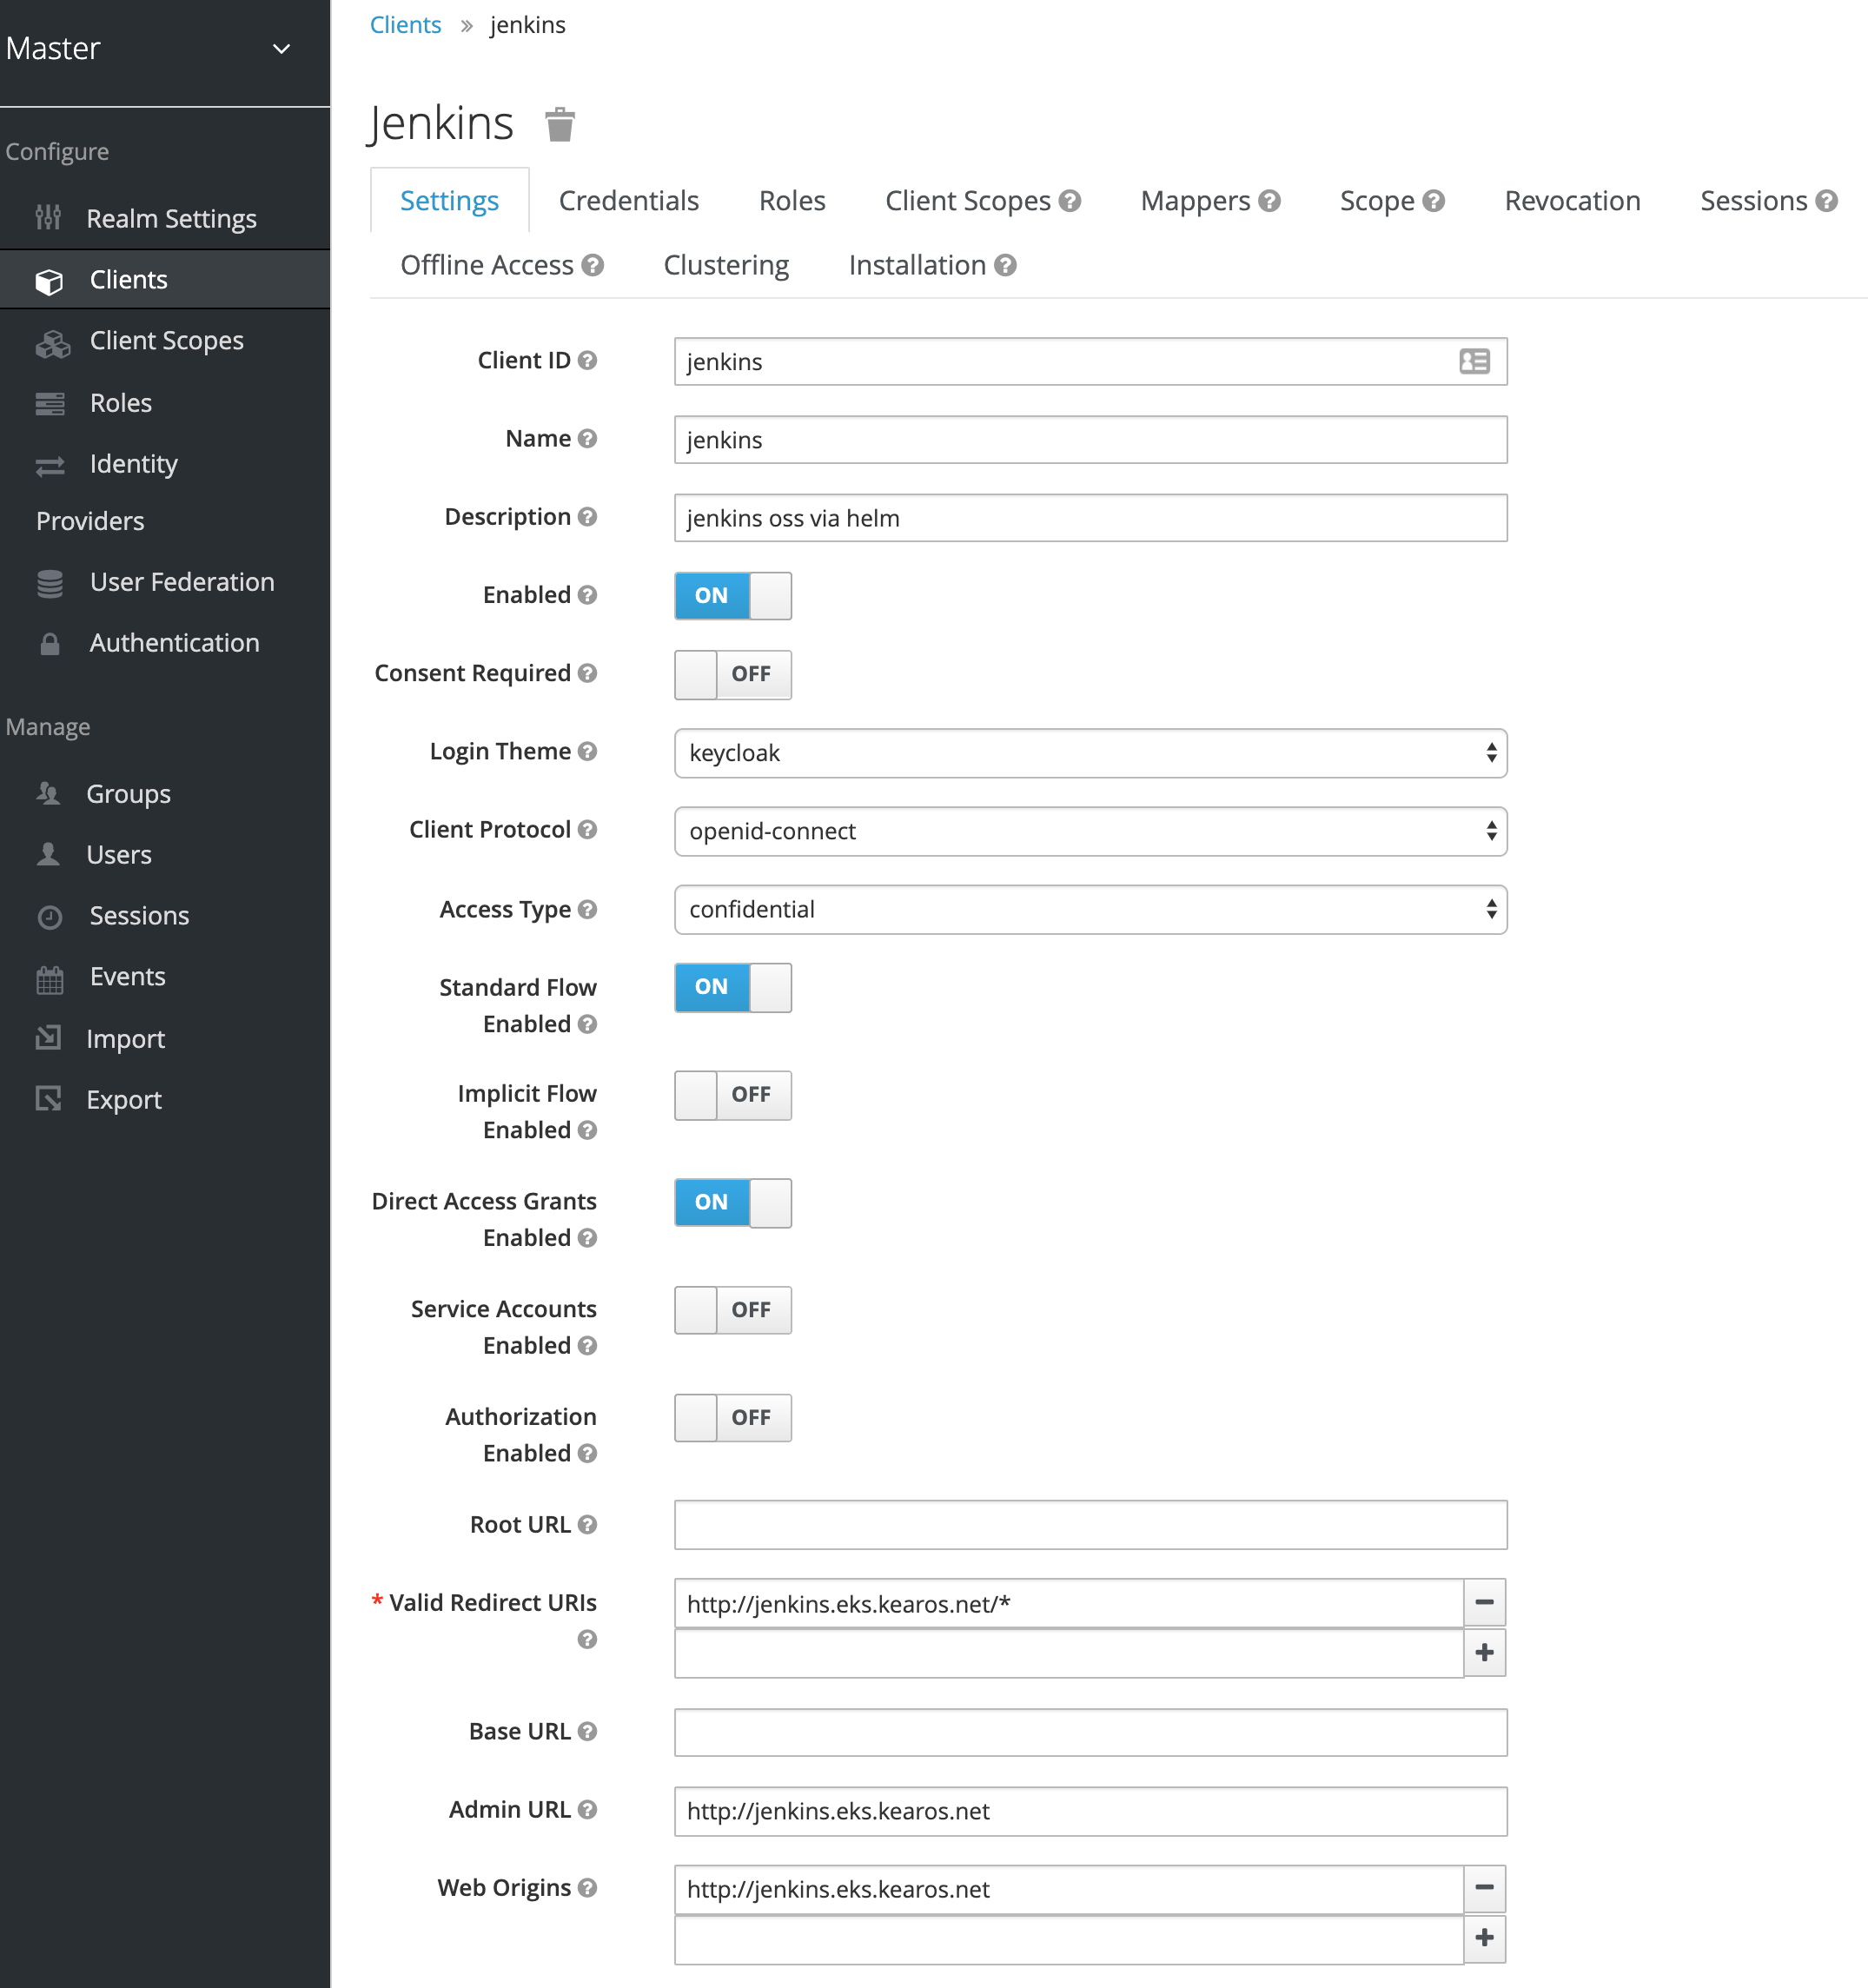 Master
Configure
Realm Settings
Clients
Client Scopes
Roles
Identity
Providers
User Federation
Authentication
Manage
Groups
Users
Sessions
Events
Import
Export
Clients » jenkins
Jenkins
Settings Credentials Roles Client Scopes Mappers Scope Revocation Sessions
Offline Access Clustering Installation
Client ID jenkins
Name jenkins
Description jenkins oss via helm
Enabled ON
Consent Required OFF
Login Theme keycloak
Client Protocol openid-connect
Access Type confidential
Standard Flow ON
Enabled
Implicit Flow OFF
Enabled
Direct Access Grants ON
Enabled
Service Accounts OFF
Enabled
Authorization OFF
Enabled
Root URL
* Valid Redirect URIs http://jenkins.eks.kearos.net/*
Base URL
Admin URL http://jenkins.eks.kearos.net
Web Origins http://jenkins.eks.kearos.net